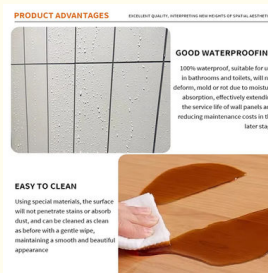 PRODUCT ADVANTAGES
EXCELLENT QUALITY, INTERPRETING NEW HEIGHTS OF SPATIAL AESTHETI
GOOD WATERPROOFIN
100% waterproof, suitable for u
in bathrooms and toilets, will n
deform, mold or rot due to moistu
absorption, effectively extendi
the service life of wall panels a
reducing maintenance costs in t
later sta
EASY TO CLEAN
Using special materials, the surface
will not penetrate stains or absorb
dust, and can be cleaned as clean
as before with a gentle wipe,
maintaining a smooth and beautiful
appearance